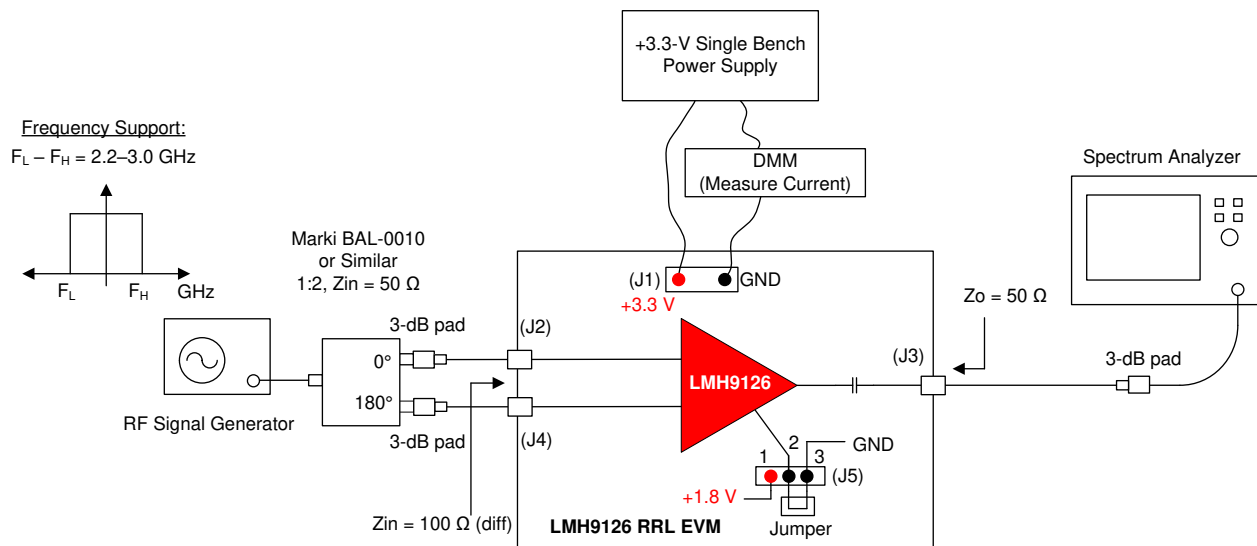 +3.3-V Single Bench
Power Supply
Frequency Support:
FL – FH = 2.2–3.0 GHz
DMM
(Measure Current)
Spectrum Analyzer
Marki BAL-0010
or Similar
1:2, Zin = 50 Ω
FL
FH
GHz
(J1)
GND
+3.3 V
Zo = 50 Ω
3-dB pad
(J2)
(J3)
3-dB pad
0°
LMH9126
180°
RF Signal Generator
3-dB pad
(J4)
GND
1
2
3
(J5)
+1.8 V
Jumper
Zin = 100 Ω (diff)
LMH9126 RRL EVM